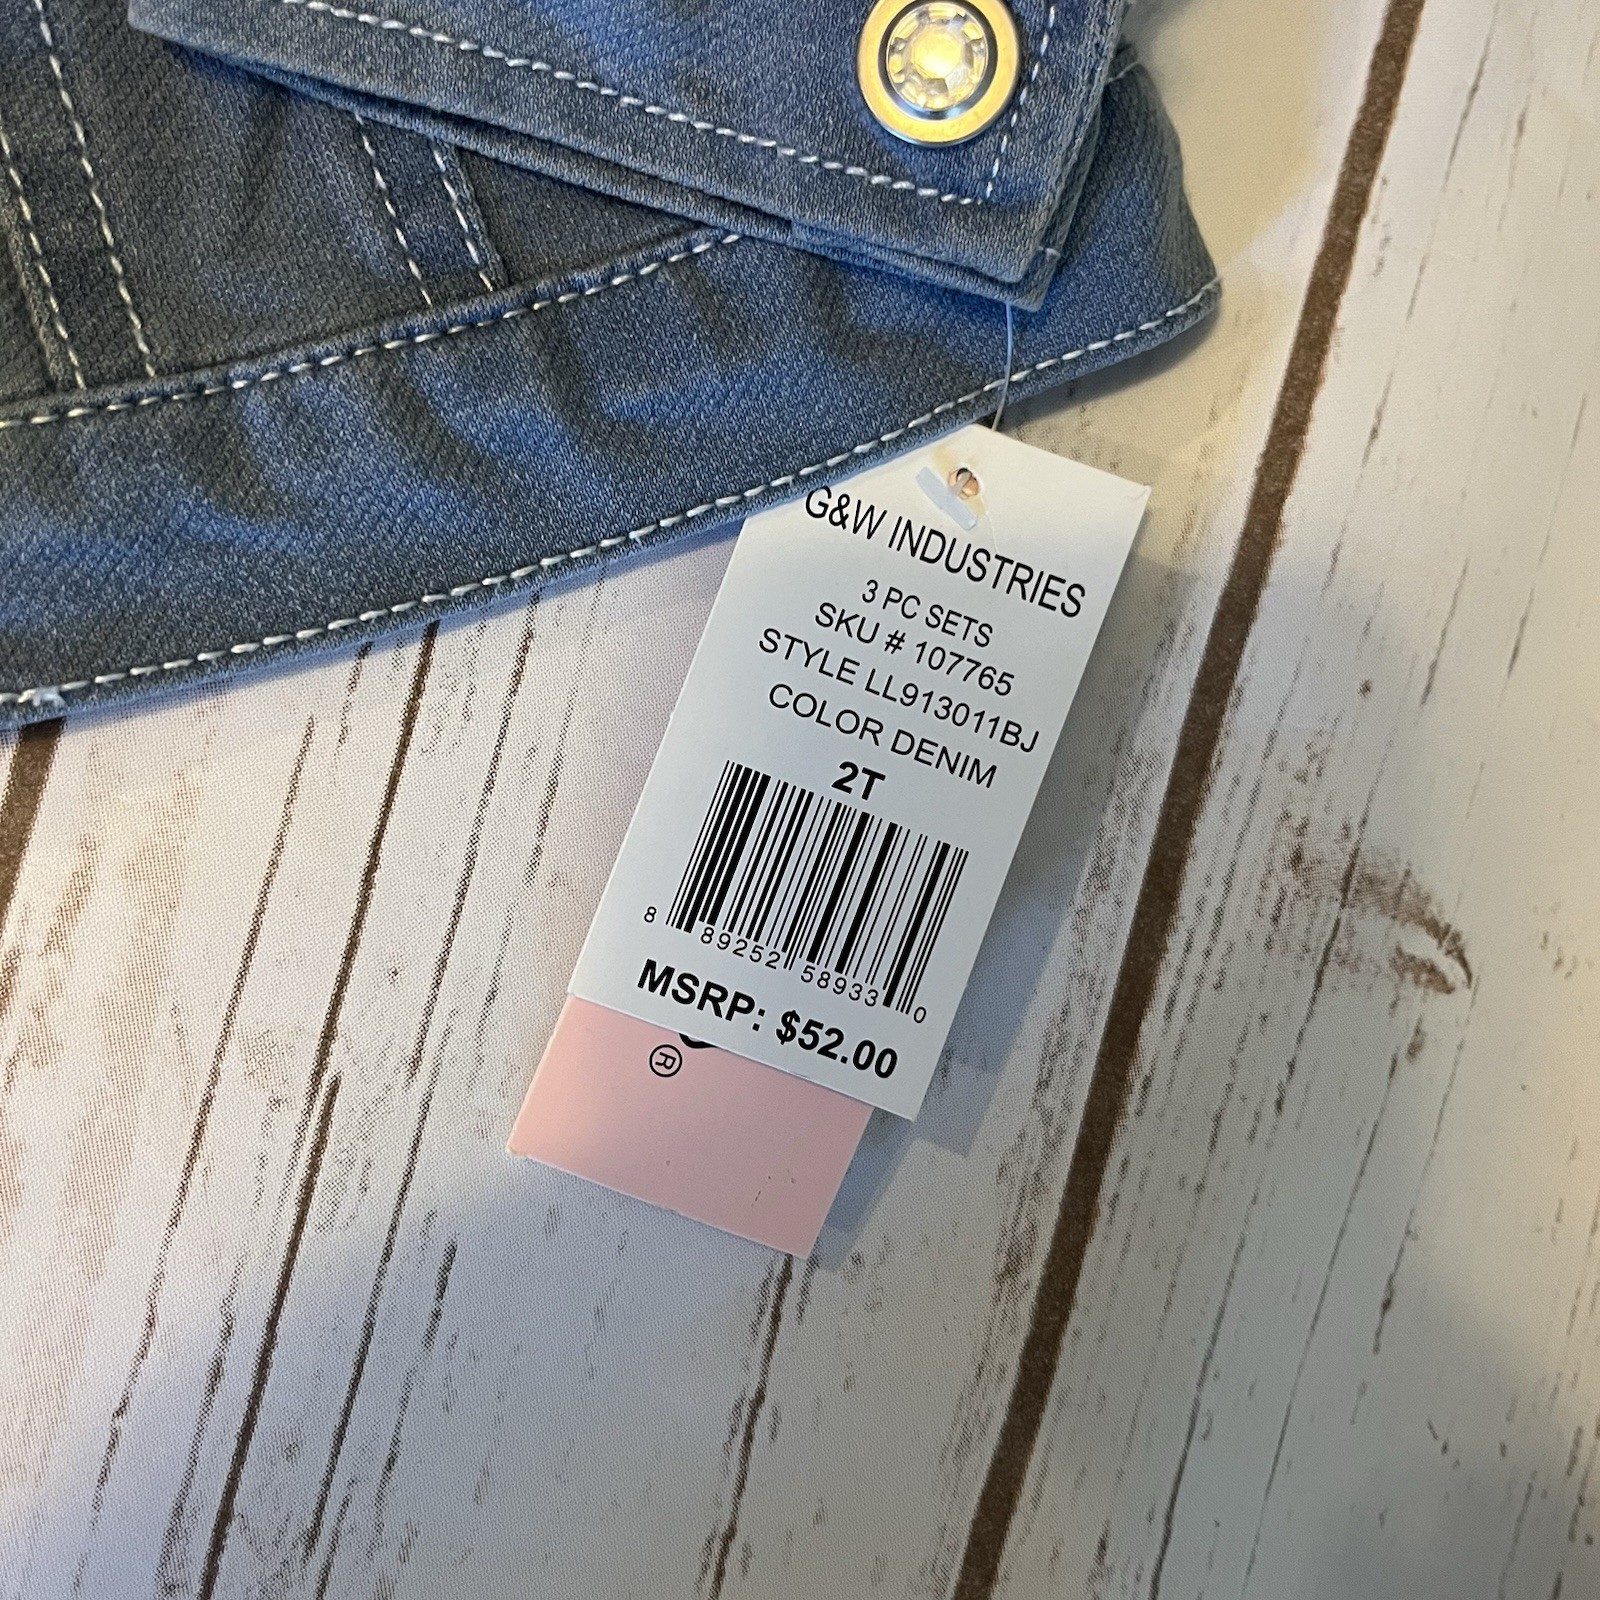 G&W INDUSTRIES
3 PC SETS
SKU # 107765
STYLE LL913011BJ
COLOR DENIM
2T
8 89252 58933 0
MSRP: $52.00
®